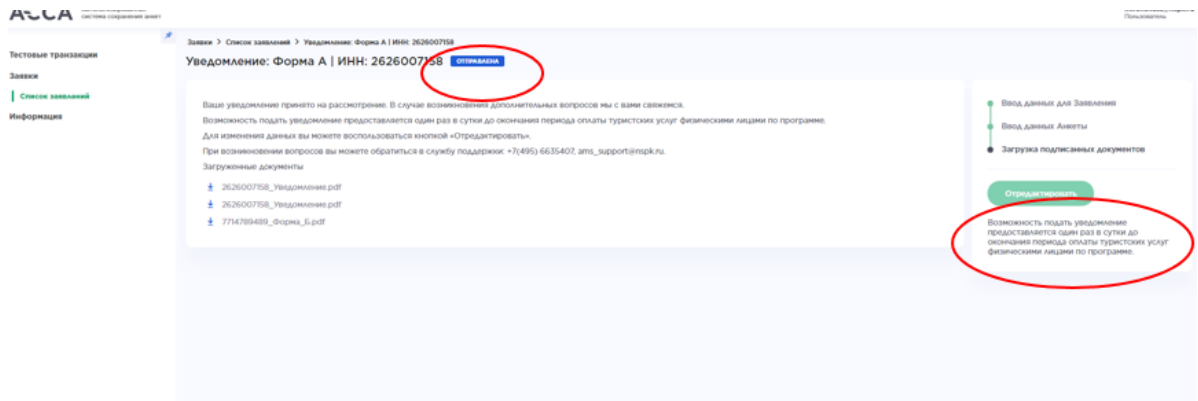 АССА
система сохранения анкет
Пользователь
Тестовые транзакции
Заявки
Список заявлений
Информация
Заявки > Список заявлений > Уведомление: Форма А | ИНН: 2626007158
Уведомление: Форма А | ИНН: 2626007158 ОТПРАВЛЕНА
Ваше уведомление принято на рассмотрение. В случае возникновения дополнительных вопросов мы с вами свяжемся.
Возможность подать уведомление предоставляется один раз в сутки до окончания периода оплаты туристских услуг физическими лицами по программе.
Для изменения данных вы можете воспользоваться кнопкой «Отредактировать».
При возникновении вопросов вы можете обратиться в службу поддержки: +7(495) 6635407, ams_support@nspk.ru.
Загруженные документы
2626007158_Уведомление.pdf
2626007158_Уведомление.pdf
7714789489_Форма_Б.pdf
Ввод данных для Заявления
Ввод данных Анкеты
Загрузка подписанных документов
Отредактировать
Возможность подать уведомление
предоставляется один раз в сутки до
окончания периода оплаты туристских услуг
физическими лицами по программе.